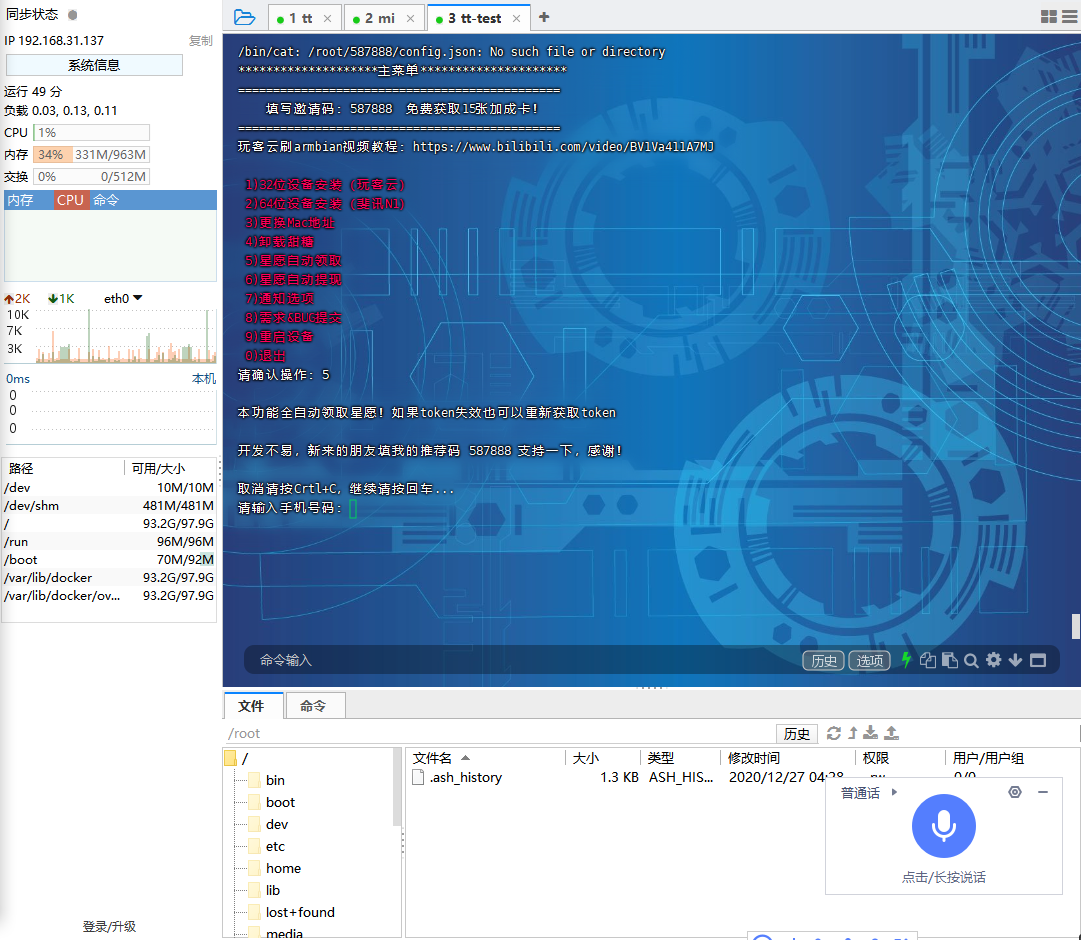 同步状态
IP 192.168.31.137 复制
系统信息
运行 49 分
负载 0.03, 0.13, 0.11
CPU 1%
内存 34% 331M/963M
交换 0% 0/512M
内存 CPU 命令
2K 1K eth0
10K
7K
3K
0ms 本机
0
0
0
路径 可用/大小
/dev 10M/10M
/dev/shm 481M/481M
/ 93.2G/97.9G
/run 96M/96M
/boot 70M/92M
/var/lib/docker 93.2G/97.9G
/var/lib/docker/ov... 93.2G/97.9G
登录/升级
1 tt × 2 mi × 3 tt-test × +
/bin/cat: /root/587888/config.json: No such file or directory
********************主菜单*********************
==============================================
填写邀请码: 587888 免费获取15张加成卡!
==============================================
玩客云刷armbian视频教程: https://www.bilibili.com/video/BV1Va411A7MJ
1)32位设备安装 (玩客云)
2)64位设备安装 (斐讯N1)
3)更换Mac地址
4)卸载甜糖
5)星愿自动领取
6)星愿自动提现
7)通知选项
8)需求&BUG提交
9)重启设备
0)退出
请确认操作: 5
本功能全自动领取星愿! 如果token失效也可以重新获取token
开发不易, 新来的朋友填我的推荐码 587888 支持一下, 感谢!
取消请按Crtl+C, 继续请按回车...
请输入手机号码:
命令输入 历史 选项
文件 命令
/root 历史
/
bin
boot
dev
etc
home
lib
lost+found
media
文件名 大小 类型 修改时间 权限 用户/用户组
.ash_history 1.3 KB ASH_HIS... 2020/12/27 04:28 -rw 0/0
普通话
点击/长按说话